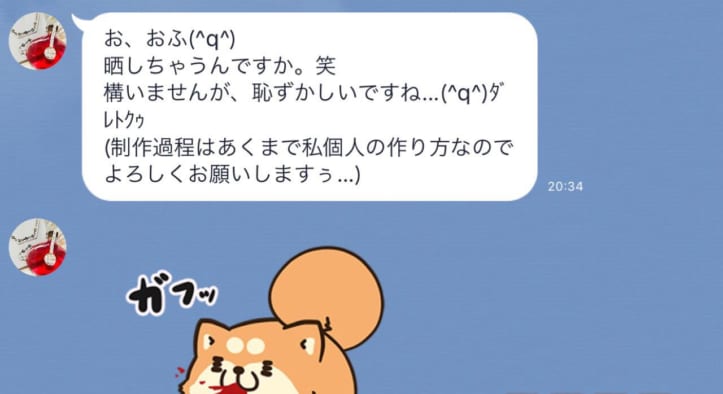 お、おふ(^q^)
晒しちゃうんですか。笑
構いませんが、恥ずかしいですね…(^q^)ﾀﾞ
ﾚﾄｸｩ
(制作過程はあくまで私個人の作り方なので
よろしくお願いしますぅ…)
20:34
ガフッ